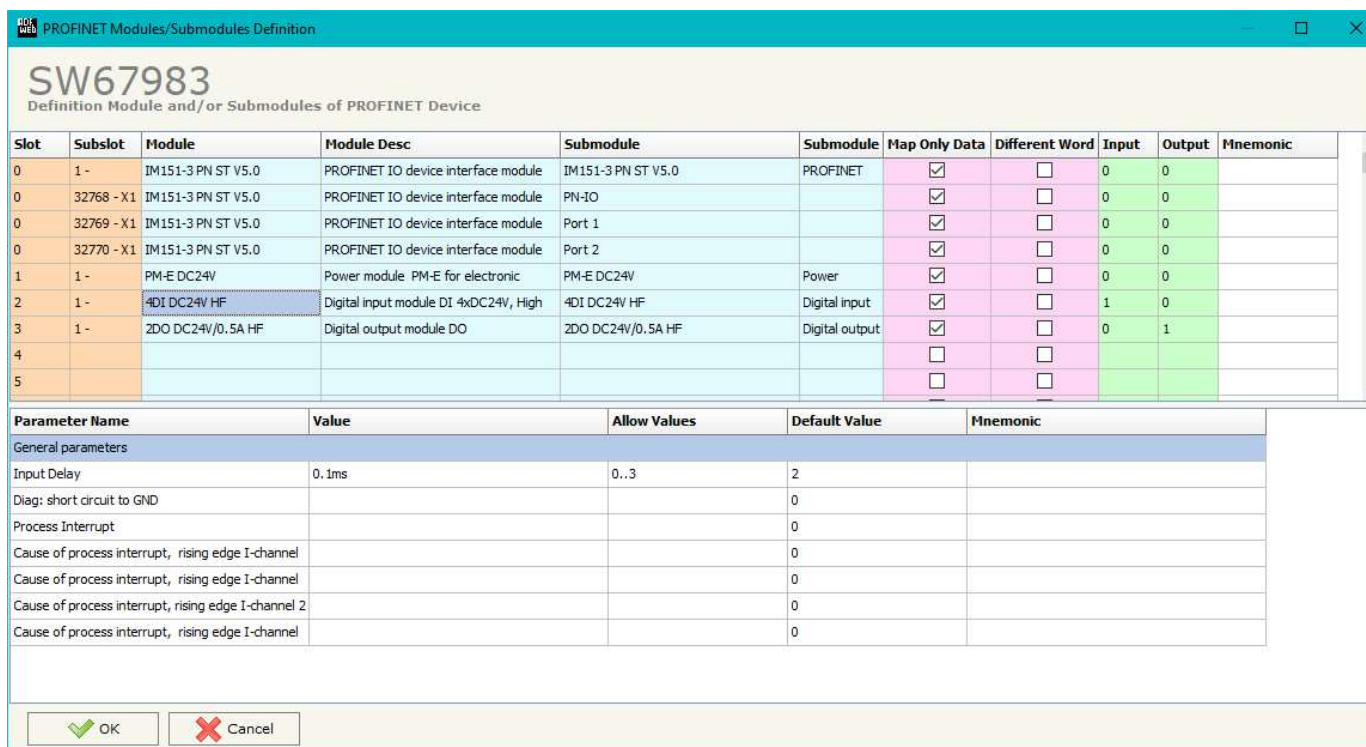 ADF WEB PROFINET Modules/Submodules Definition
SW67983
Definition Module and/or Submodules of PROFINET Device
Slot Subslot Module Module Desc Submodule Submodule Map Only Data Different Word Input Output Mnemonic
0 1 - IM151-3 PN ST V5.0 PROFINET IO device interface module IM151-3 PN ST V5.0 PROFINET 0 0
0 32768 - X1 IM151-3 PN ST V5.0 PROFINET IO device interface module PN-IO 0 0
0 32769 - X1 IM151-3 PN ST V5.0 PROFINET IO device interface module Port 1 0 0
0 32770 - X1 IM151-3 PN ST V5.0 PROFINET IO device interface module Port 2 0 0
1 1 - PM-E DC24V Power module PM-E for electronic PM-E DC24V Power 0 0
2 1 - 4DI DC24V HF Digital input module DI 4xDC24V, High 4DI DC24V HF Digital input 1 0
3 1 - 2DO DC24V/0.5A HF Digital output module DO 2DO DC24V/0.5A HF Digital output 0 1
4
5
Parameter Name Value Allow Values Default Value Mnemonic
General parameters
Input Delay 0.1ms 0..3 2
Diag: short circuit to GND 0
Process Interrupt 0
Cause of process interrupt, rising edge I-channel 0
Cause of process interrupt, rising edge I-channel 0
Cause of process interrupt, rising edge I-channel 2 0
Cause of process interrupt, rising edge I-channel 0
OK Cancel